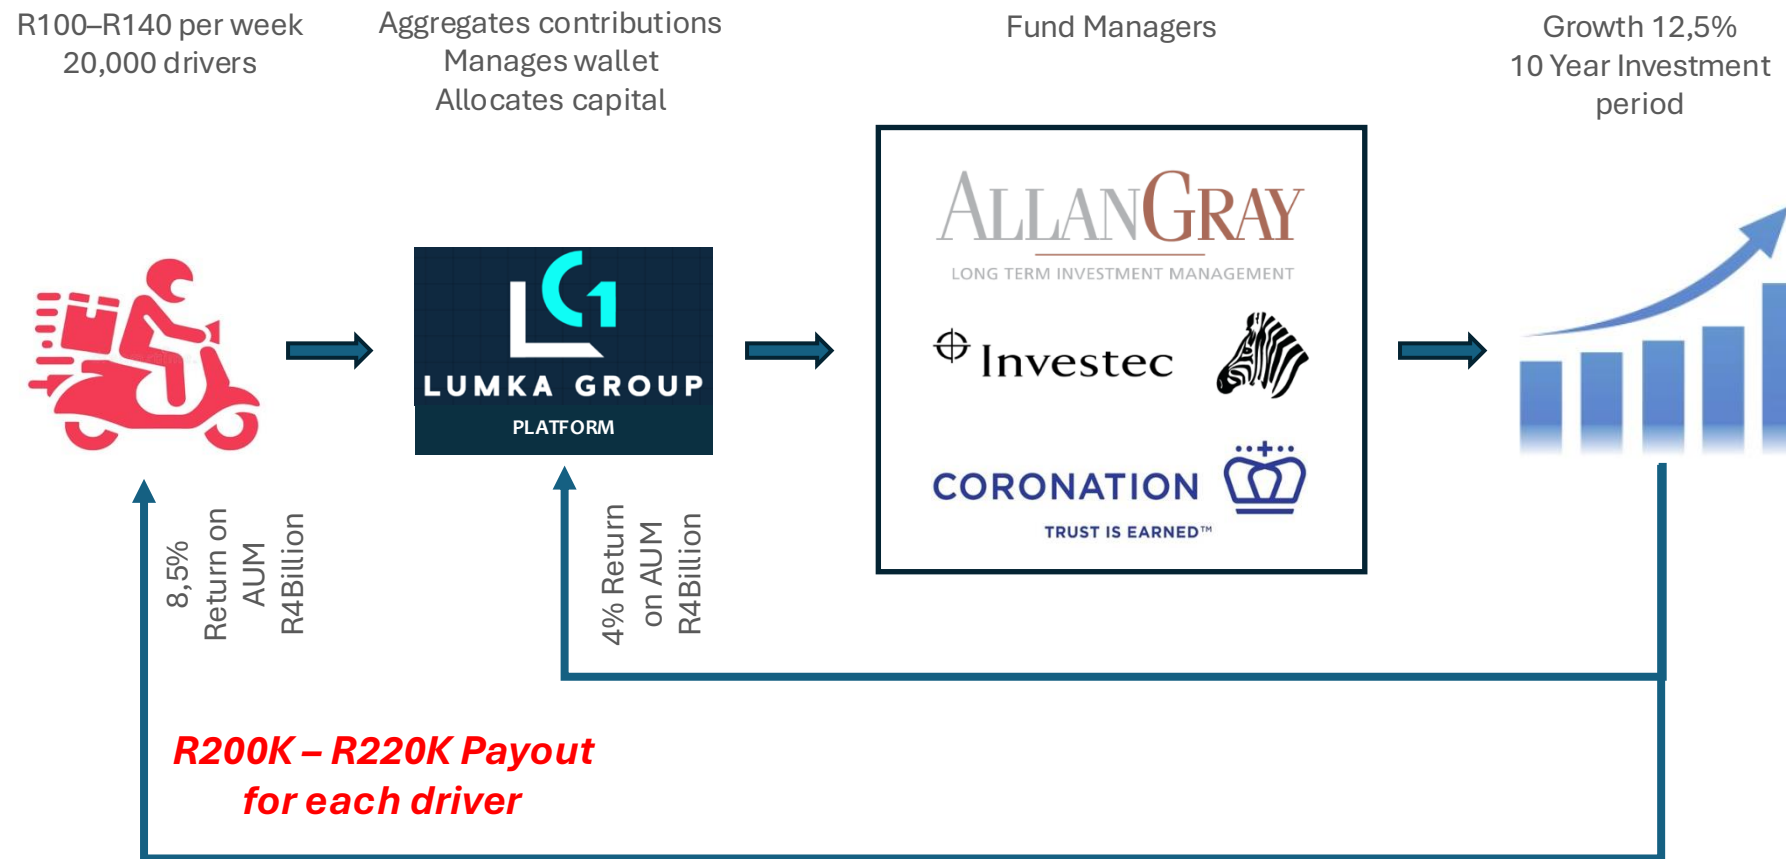 R100–R140 per week
20,000 drivers
Aggregates contributions
Manages wallet
Allocates capital
Fund Managers
Growth 12,5%
10 Year Investment
period
ALLANGRAY
LONG TERM INVESTMENT MANAGEMENT
LG1
LUMKA GROUP
PLATFORM
Investec
CORONATION
TRUST IS EARNED™
8,5%
Return on
AUM
R4Billion
4% Return
on AUM
R4Billion
R200K – R220K Payout
for each driver